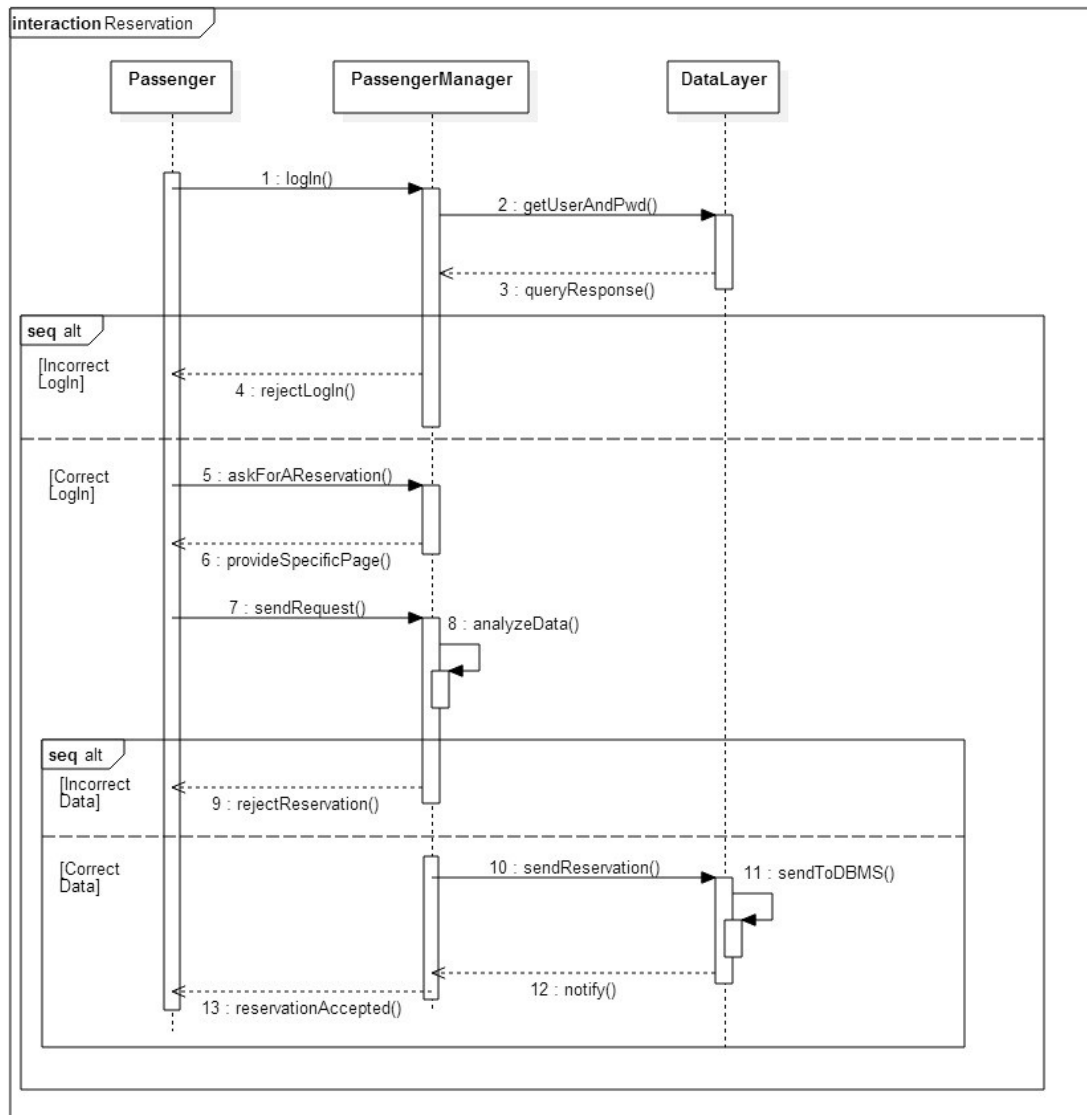 interaction Reservation
Passenger
PassengerManager
DataLayer
1 : logIn()
2 : getUserAndPwd()
3 : queryResponse()
seq alt
[Incorrect
LogIn]
4 : rejectLogIn()
[Correct
LogIn]
5 : askForAReservation()
6 : provideSpecificPage()
7 : sendRequest()
8 : analyzeData()
seq alt
[Incorrect
Data]
9 : rejectReservation()
[Correct
Data]
10 : sendReservation()
11 : sendToDBMS()
12 : notify()
13 : reservationAccepted()